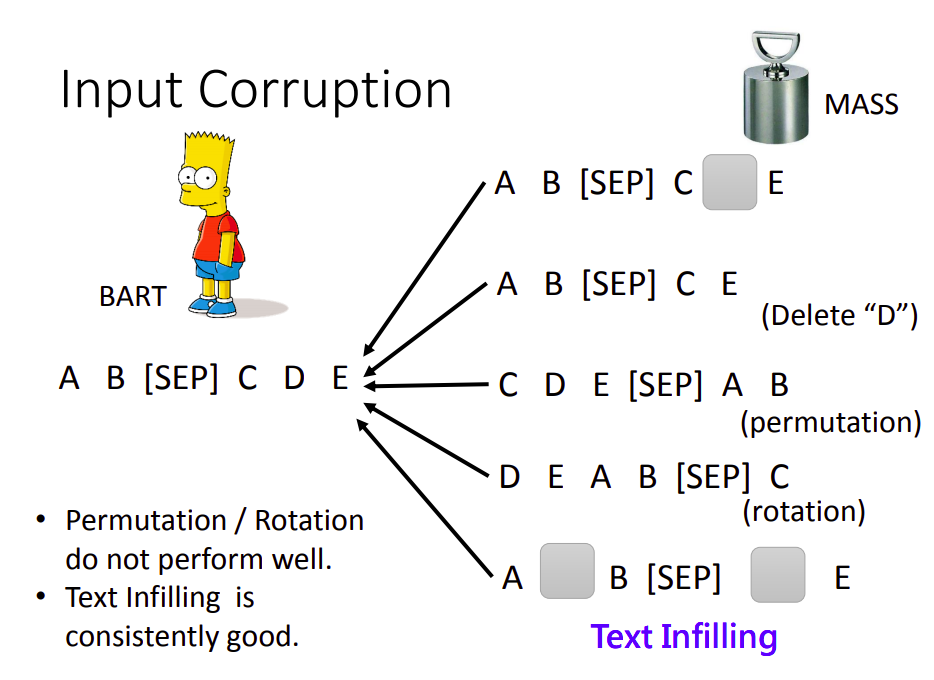 Input Corruption
MASS
BART
A B [SEP] C E
A B [SEP] C E
(Delete “D”)
A B [SEP] C D E
C D E [SEP] A B
(permutation)
D E A B [SEP] C
(rotation)
A B [SEP] E
Text Infilling
• Permutation / Rotation
do not perform well.
• Text Infilling is
consistently good.